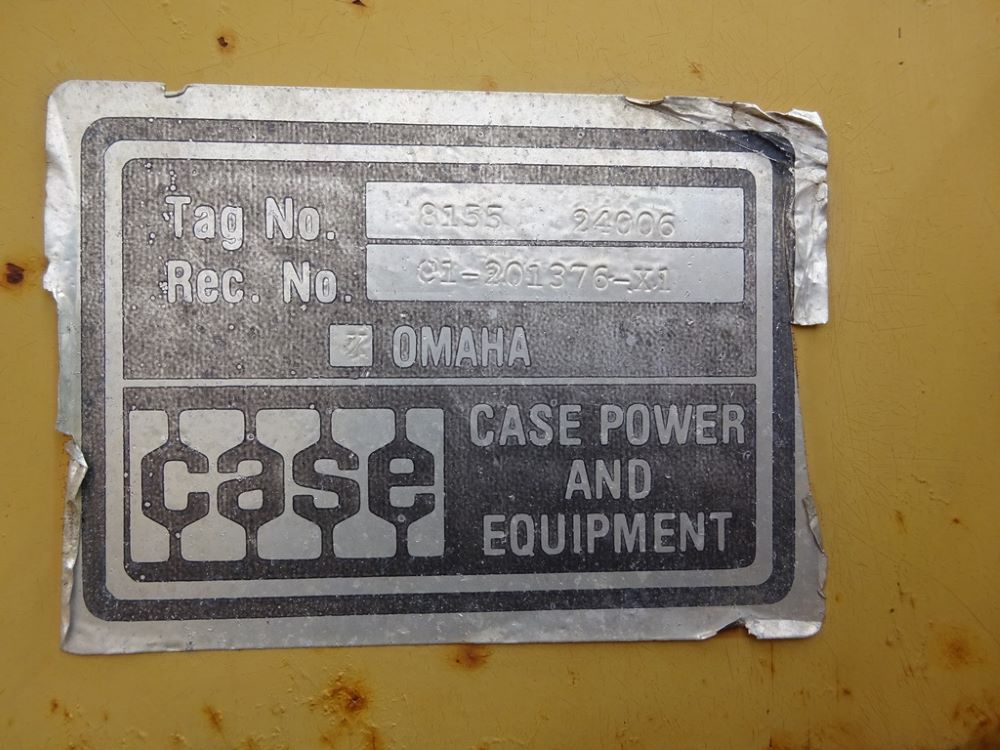 Tag No. 8155 24006
Rec. No. C1-201376-X1
X OMAHA
case
CASE POWER
AND
EQUIPMENT